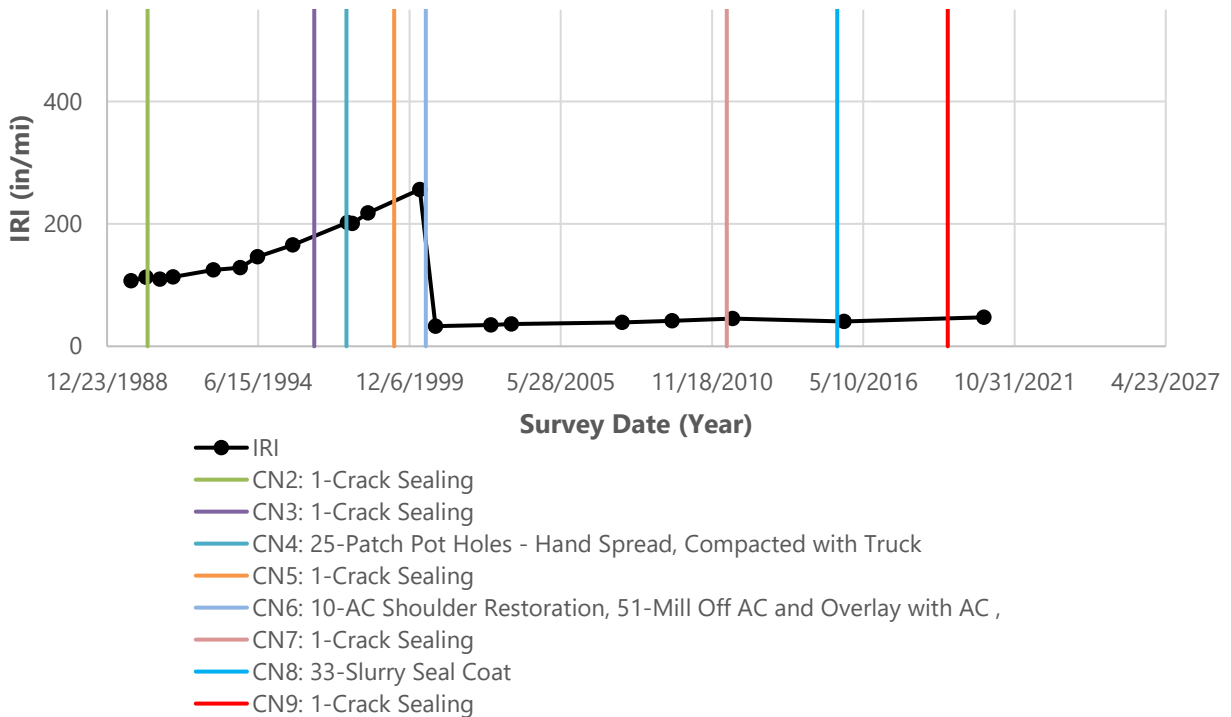 400
200
0
IRI (in/mi)
12/23/1988 6/15/1994 12/6/1999 5/28/2005 11/18/2010 5/10/2016 10/31/2021 4/23/2027
Survey Date (Year)
IRI
CN2: 1-Crack Sealing
CN3: 1-Crack Sealing
CN4: 25-Patch Pot Holes - Hand Spread, Compacted with Truck
CN5: 1-Crack Sealing
CN6: 10-AC Shoulder Restoration, 51-Mill Off AC and Overlay with AC ,
CN7: 1-Crack Sealing
CN8: 33-Slurry Seal Coat
CN9: 1-Crack Sealing